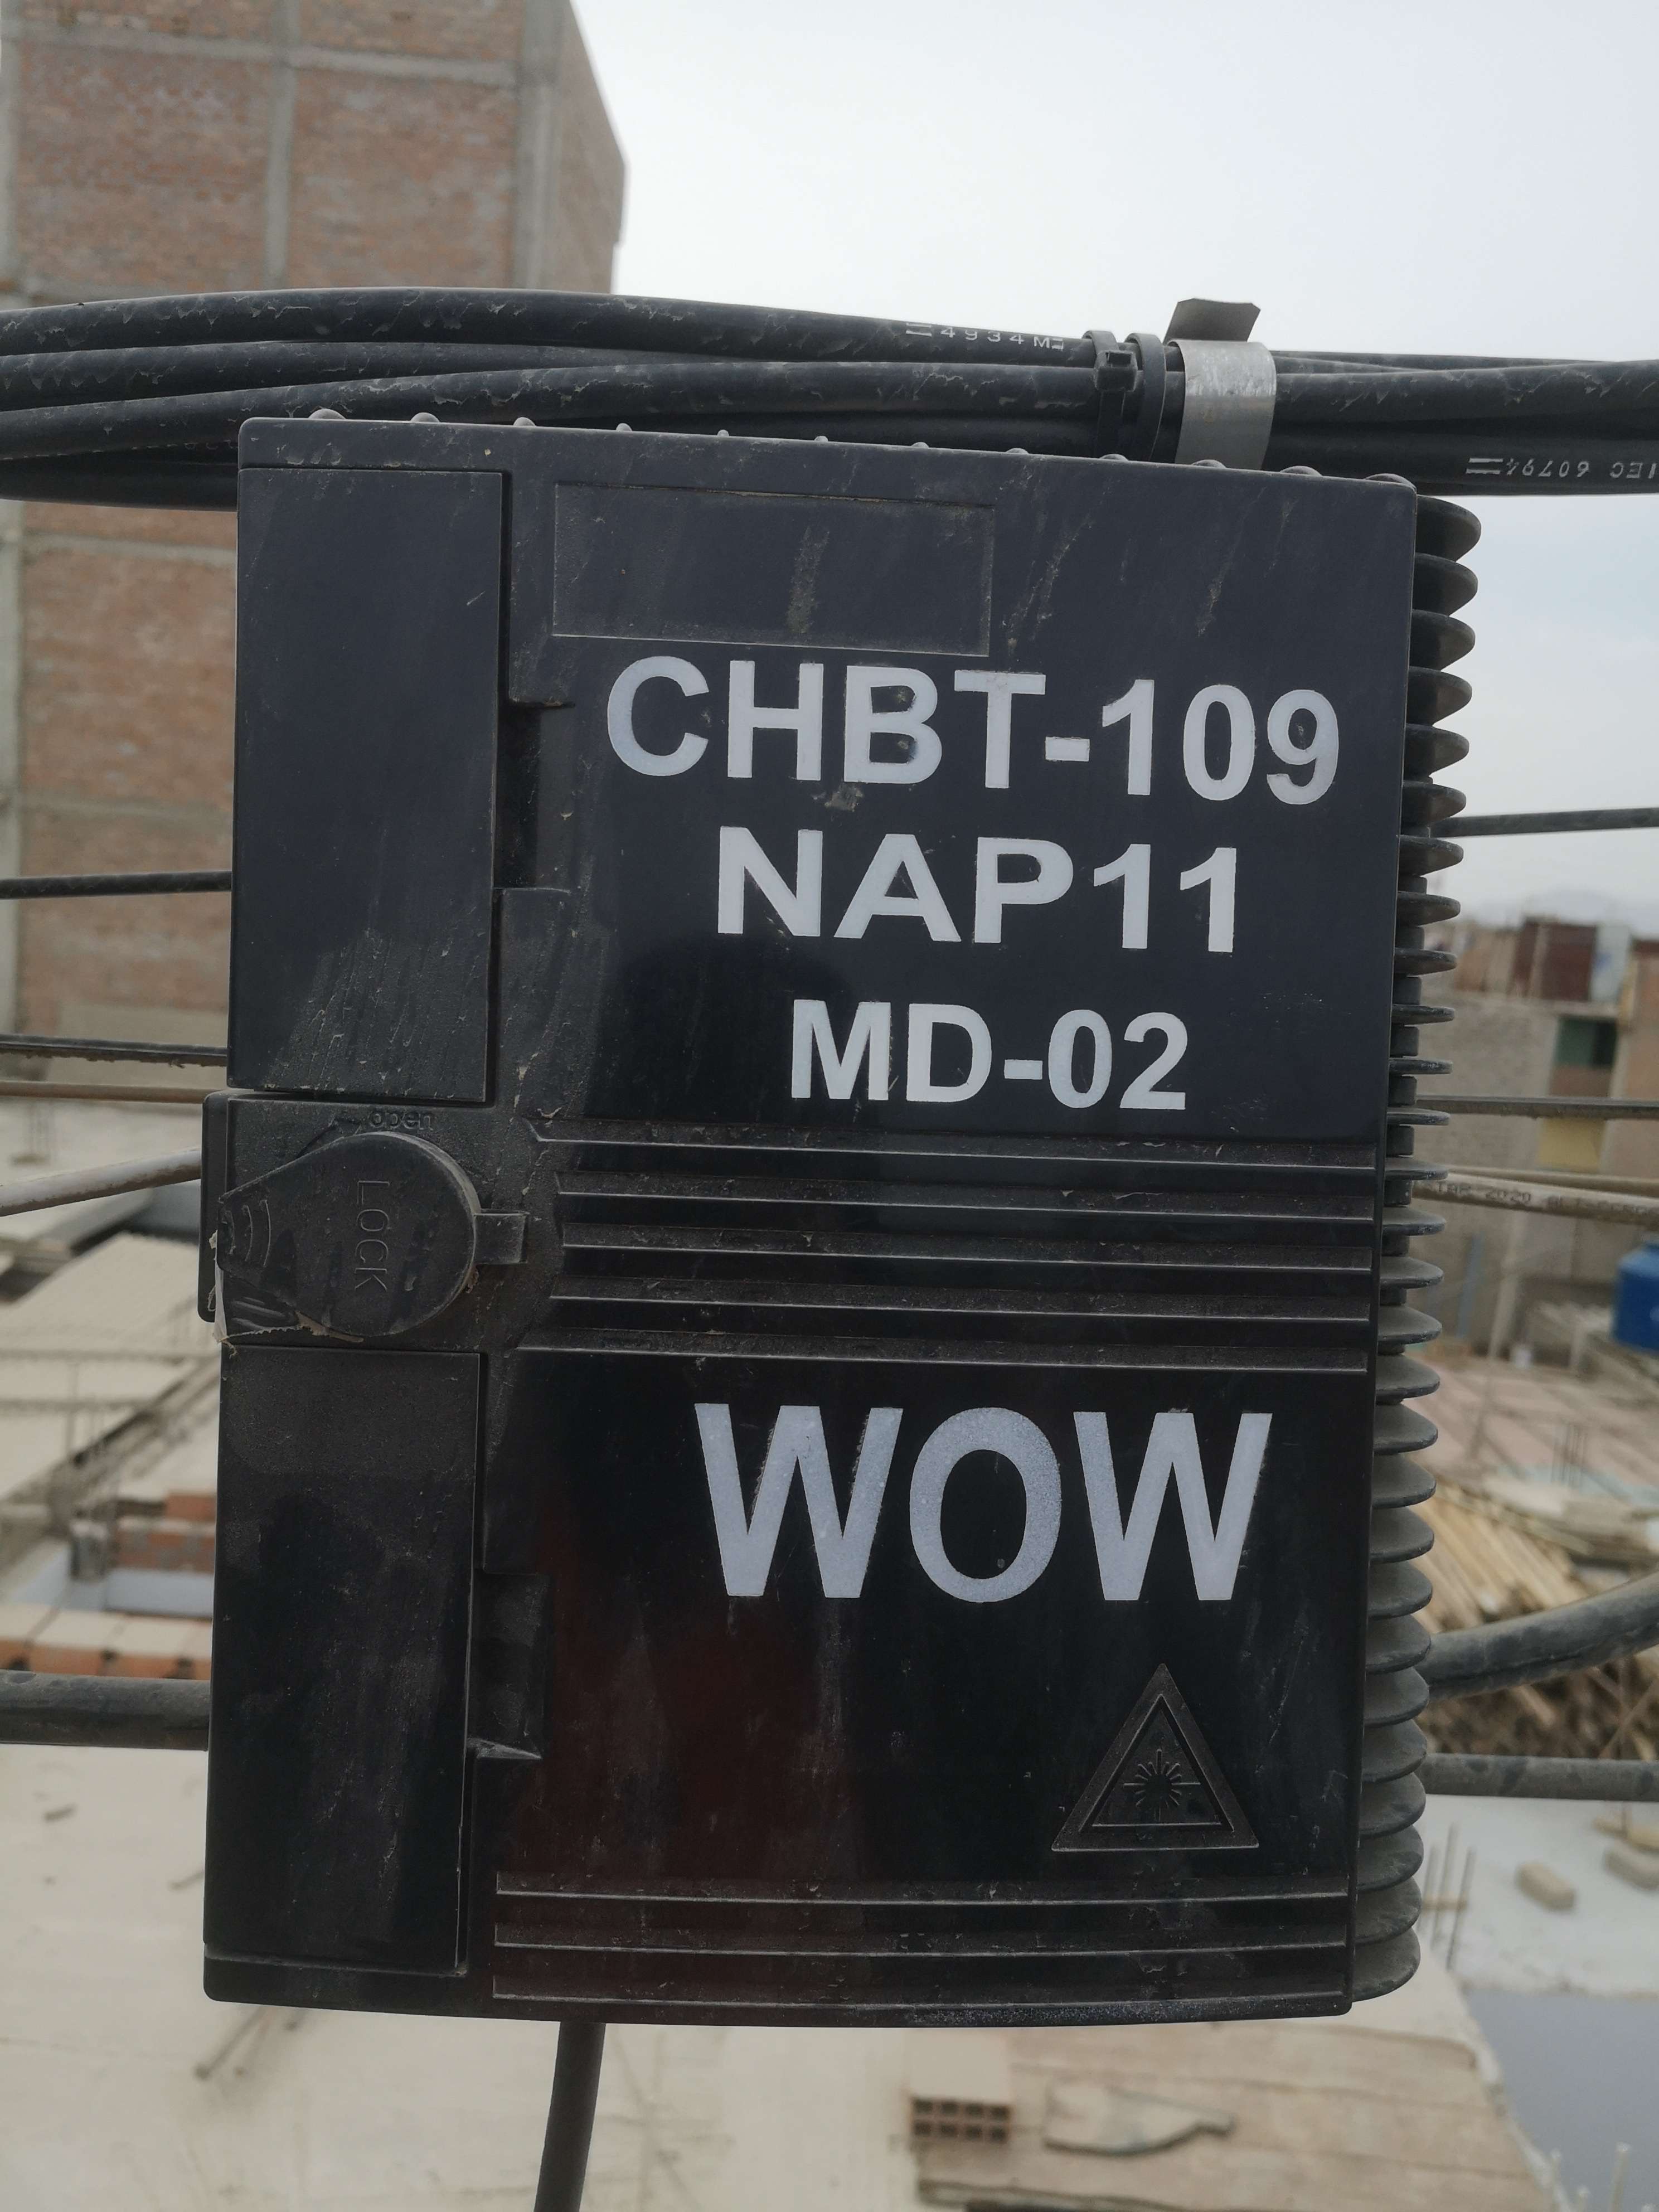 4934M
IEC 60794
CHBT-109
NAP11
MD-02
open
LOCK
WOW